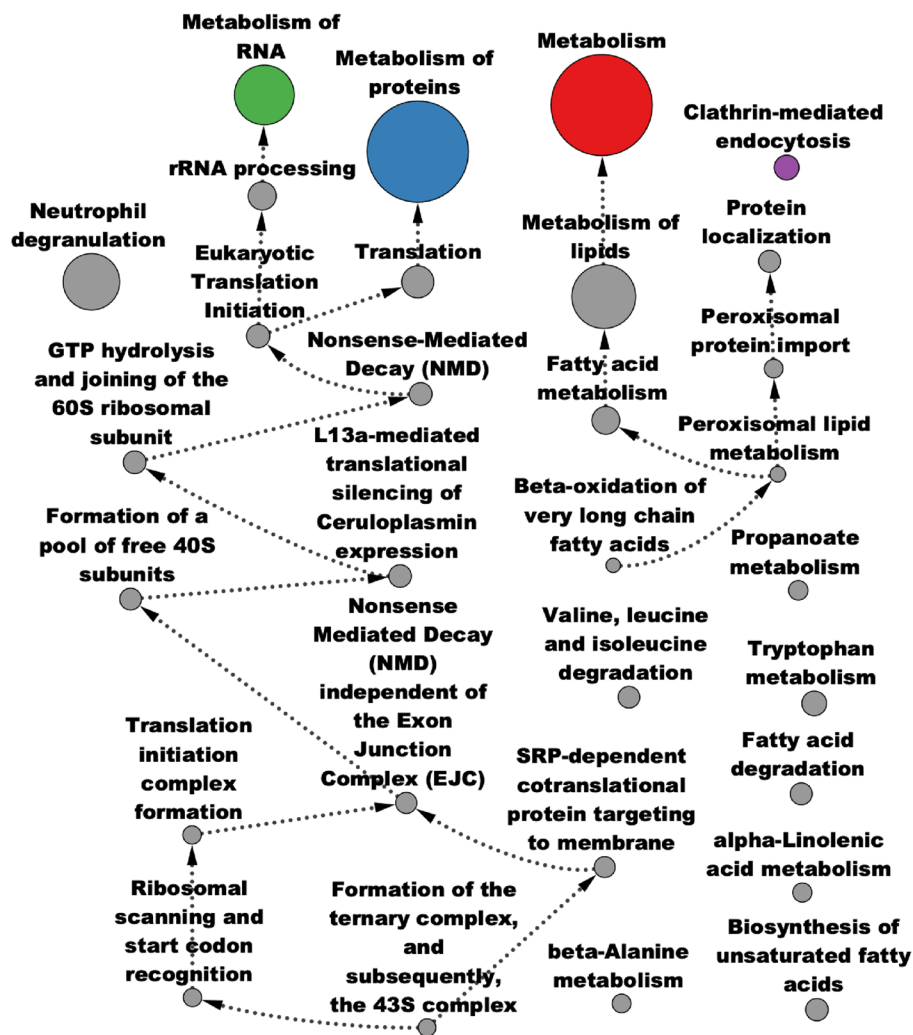 Metabolism of
RNA
Metabolism of
proteins
Metabolism
Clathrin-mediated
endocytosis
rRNA processing
Neutrophil
degranulation
Eukaryotic
Translation
Initiation
Translation
Metabolism of
lipids
Protein
localization
GTP hydrolysis
and joining of the
60S ribosomal
subunit
Nonsense-Mediated
Decay (NMD)
Fatty acid
metabolism
Peroxisomal
protein import
L13a-mediated
translational
silencing of
Ceruloplasmin
expression
Peroxisomal lipid
metabolism
Beta-oxidation of
very long chain
fatty acids
Formation of a
pool of free 40S
subunits
Propanoate
metabolism
Nonsense
Mediated Decay
(NMD)
independent of
the Exon
Junction
Complex (EJC)
Valine, leucine
and isoleucine
degradation
Tryptophan
metabolism
Translation
initiation
complex
formation
SRP-dependent
cotranslational
protein targeting
to membrane
Fatty acid
degradation
alpha-Linolenic
acid metabolism
Ribosomal
scanning and
start codon
recognition
Formation of the
ternary complex,
and
subsequently,
the 43S complex
beta-Alanine
metabolism
Biosynthesis of
unsaturated fatty
acids